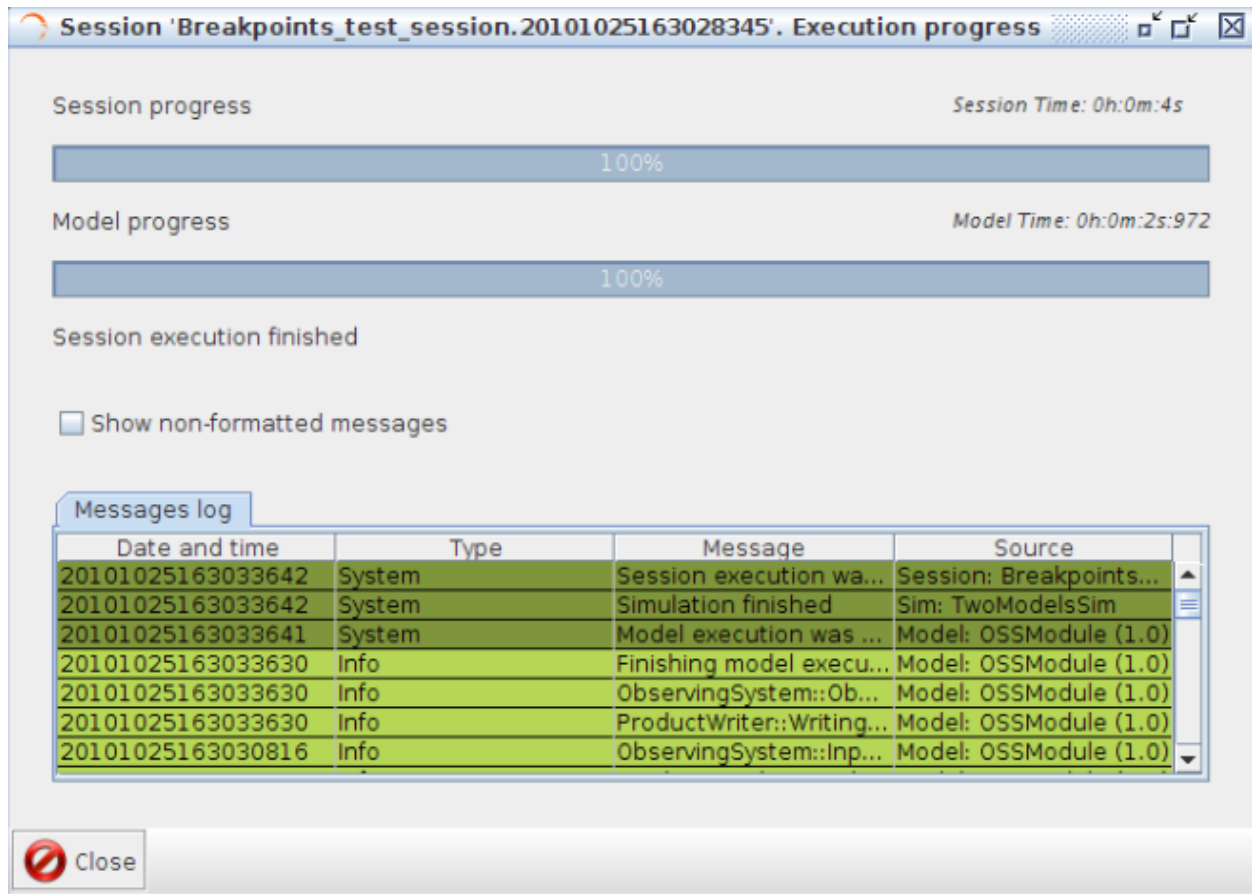 Session 'Breakpoints_test_session.20101025163028345'. Execution progress
Session progress Session Time: 0h:0m:4s
100%
Model progress Model Time: 0h:0m:2s:972
100%
Session execution finished
Show non-formatted messages
Messages log
Date and time Type Message Source
20101025163033642 System Session execution wa... Session: Breakpoints...
20101025163033642 System Simulation finished Sim: TwoModelsSim
20101025163033641 System Model execution was ... Model: OSSModule (1.0)
20101025163033630 Info Finishing model execu... Model: OSSModule (1.0)
20101025163033630 Info ObservingSystem::Ob... Model: OSSModule (1.0)
20101025163033630 Info ProductWriter::Writing... Model: OSSModule (1.0)
20101025163030816 Info ObservingSystem::Inp... Model: OSSModule (1.0)
Close